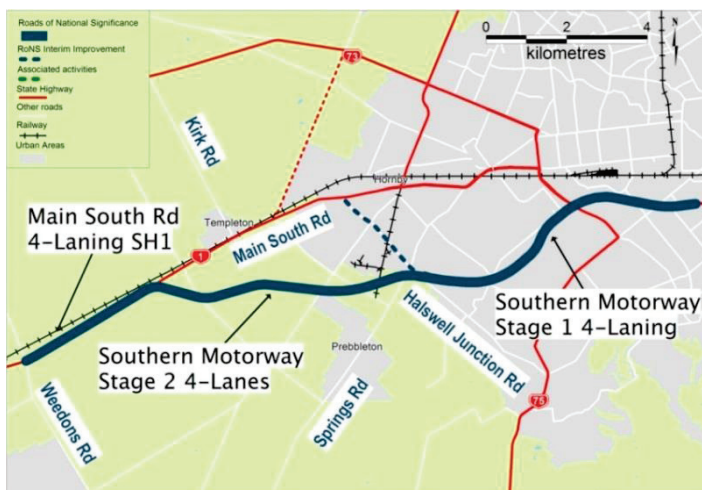 Roads of National Significance
RoNS Interim Improvement
Associated activities
State Highway
Other roads
Railway
Urban Areas
0 2 4
kilometres
N
73
Kirk Rd
Hornby
Templeton
Main South Rd
4-Laning SH1
Main South Rd
1
Southern Motorway
Stage 1 4-Laning
Halswell Junction Rd
Southern Motorway
Stage 2 4-Lanes
Prebbleton
Springs Rd
Weedons Rd
75